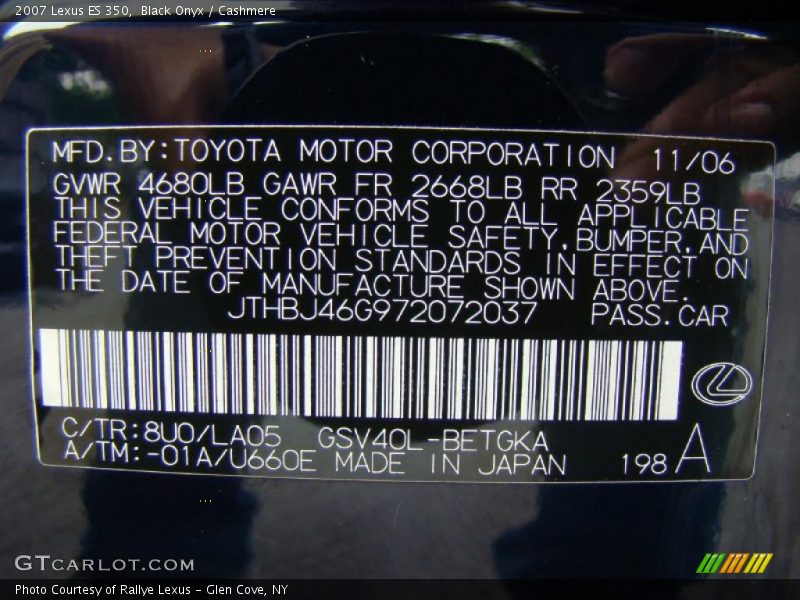 2007 Lexus ES 350,  Black Onyx / Cashmere
MFD.BY:TOYOTA MOTOR CORPORATION 11/06
GVWR 4680LB GAWR FR 2668LB RR 2359LB
THIS VEHICLE CONFORMS TO ALL APPLICABLE
FEDERAL MOTOR VEHICLE SAFETY,BUMPER,AND
THEFT PREVENTION STANDARDS IN EFFECT ON
THE DATE OF MANUFACTURE SHOWN ABOVE.
JTHBJ46G972072037 PASS.CAR
C/TR:8U0/LA05 GSV40L-BETGKA
A/TM:-01A/U660E MADE IN JAPAN 198 A
GTCARLOT.COM
Photo Courtesy of Rallye Lexus - Glen Cove, NY